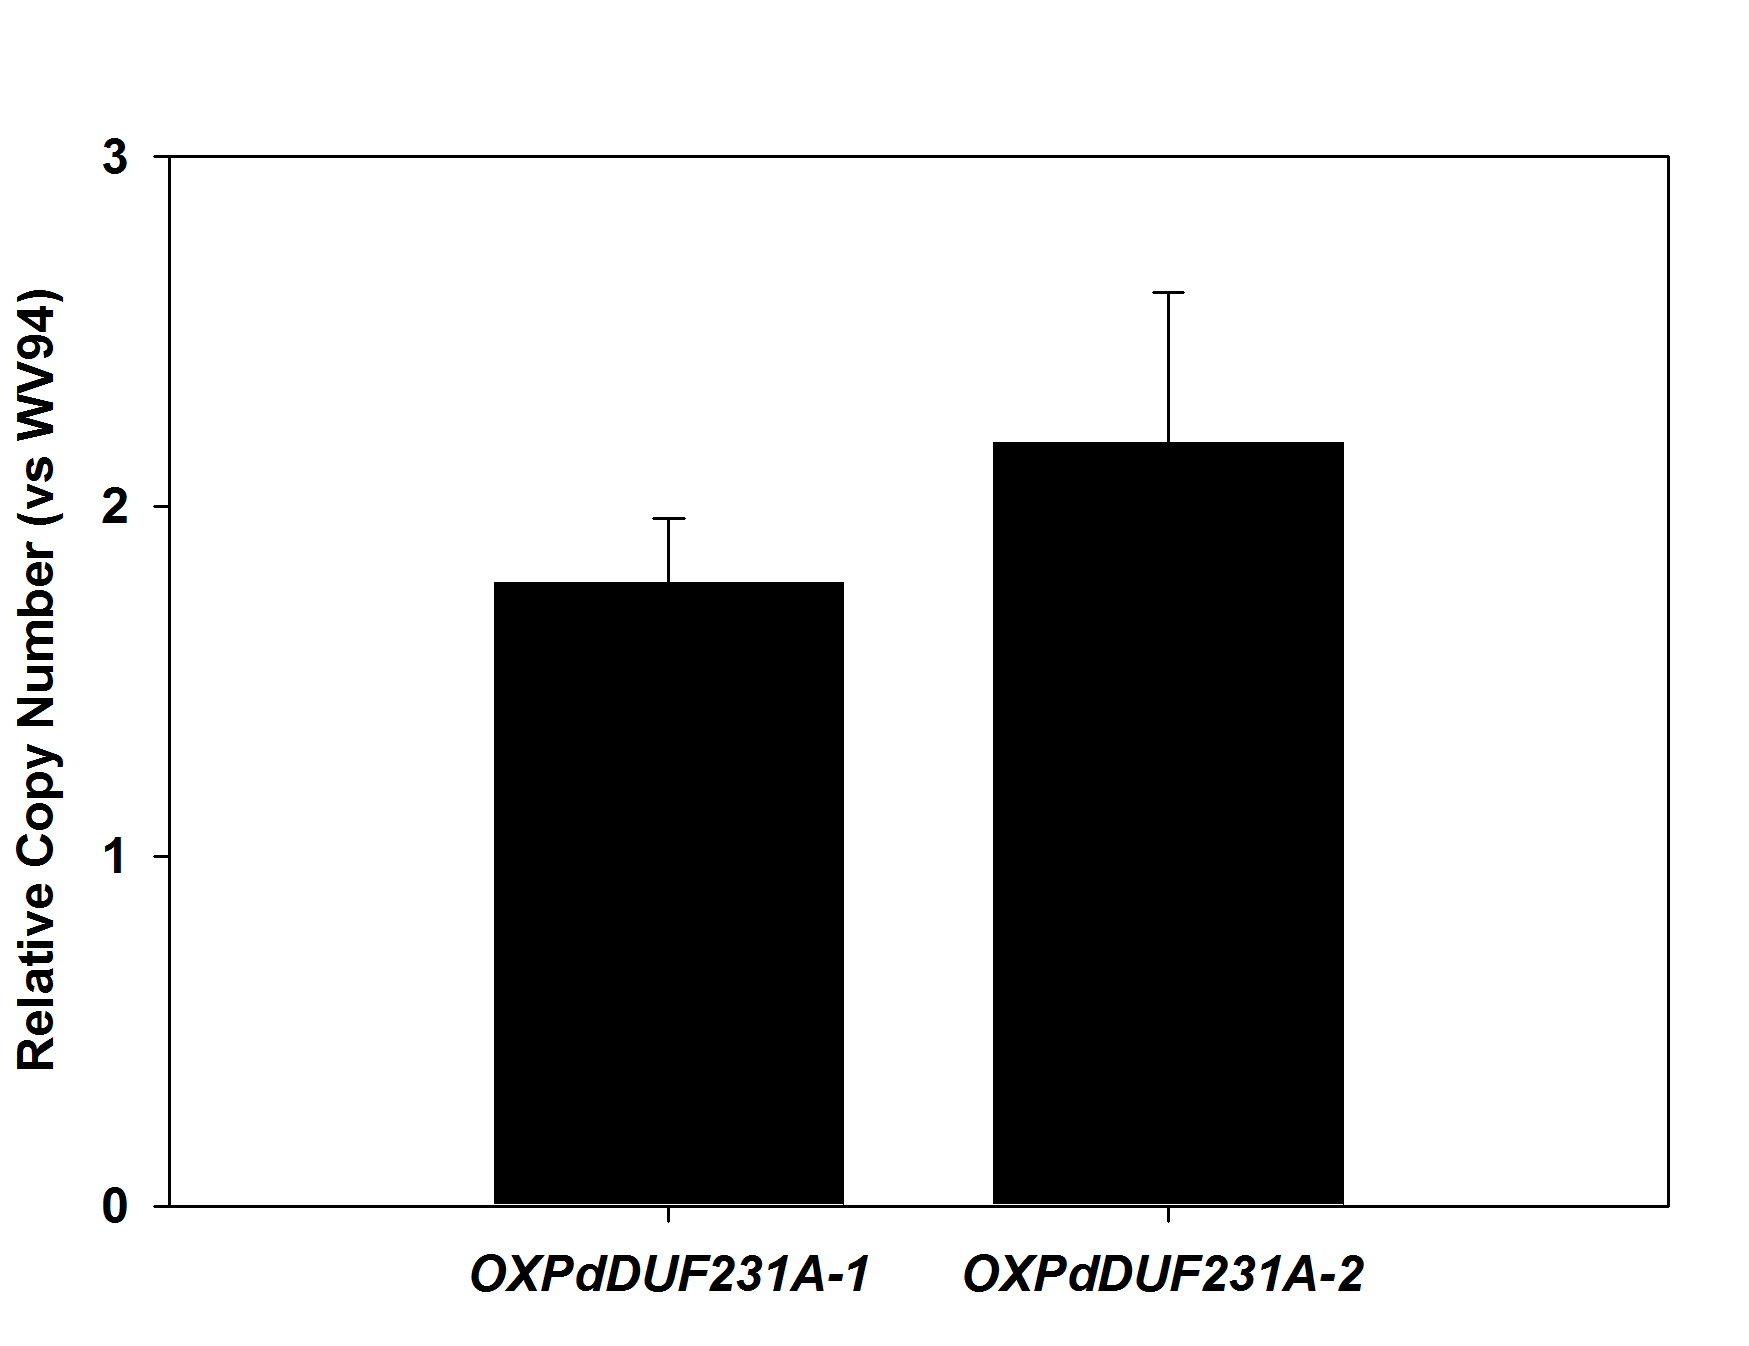 Relative Copy Number (vs WV94)
3
2
1
0
OXPdDUF231A-1
OXPdDUF231A-2